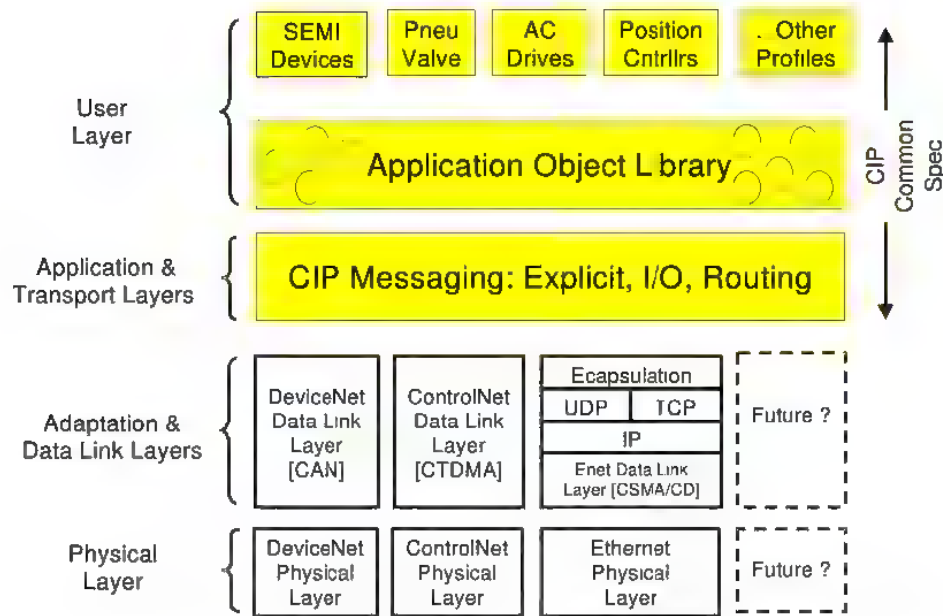 SEMI
Devices
Pneu
Valve
AC
Drives
Position
Cntrllrs
. Other
Profiles
User
Layer
Application Object L brary
CIP
Common
Spec
Application &
Transport Layers
CIP Messaging: Explicit, I/O, Routing
Adaptation &
Data Link Layers
DeviceNet
Data Link
Layer
[CAN]
ControlNet
Data Link
Layer
[CTDMA]
Ecapsulation
UDP
TCP
IP
Enet Data Link
Layer [CSMA/CD]
Future ?
Physical
Layer
DeviceNet
Physical
Layer
ControlNet
Physical
Layer
Ethernet
Physical
Layer
Future ?